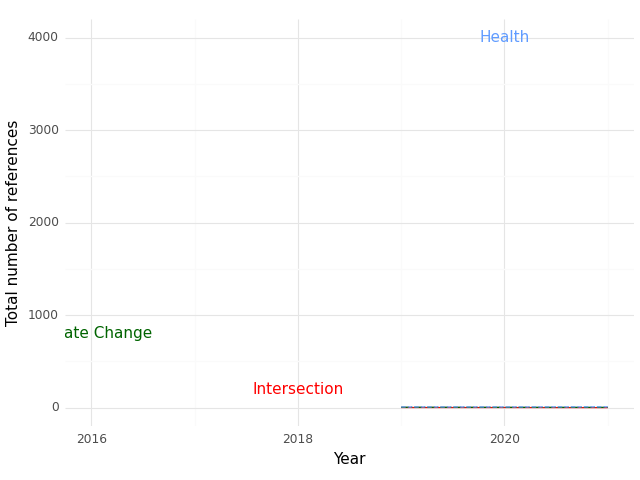 4000
Health
3000
Total number of references
2000
1000
ate Change
Intersection
0
2016
2018
2020
Year